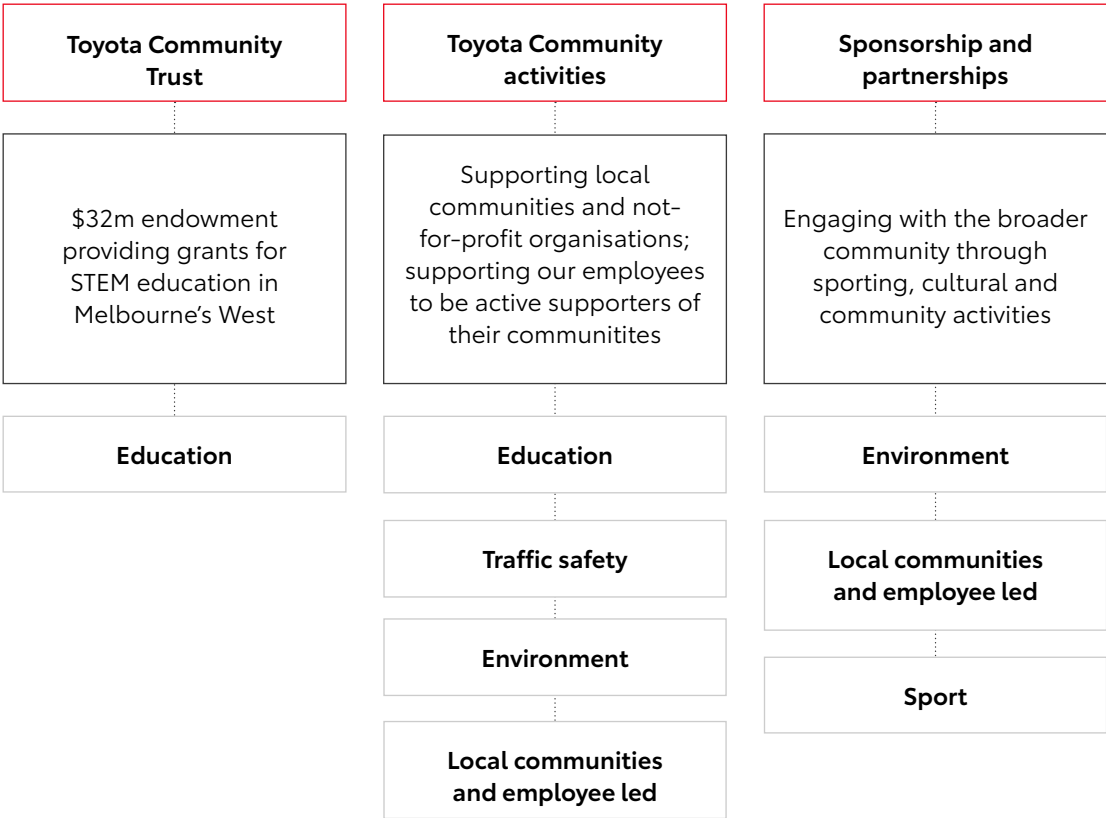 Toyota Community
Trust
$32m endowment
providing grants for
STEM education in
Melbourne’s West
Education
Toyota Community
activities
Supporting local
communities and not-
for-profit organisations;
supporting our employees
to be active supporters of
their communitites
Education
Traffic safety
Environment
Local communities
and employee led
Sponsorship and
partnerships
Engaging with the broader
community through
sporting, cultural and
community activities
Environment
Local communities
and employee led
Sport